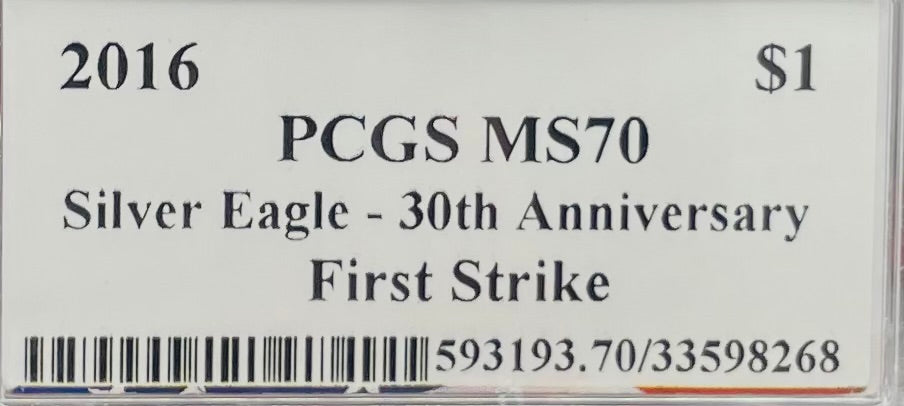 2016 $1
PCGS MS70
Silver Eagle - 30th Anniversary
First Strike
593193.70/33598268